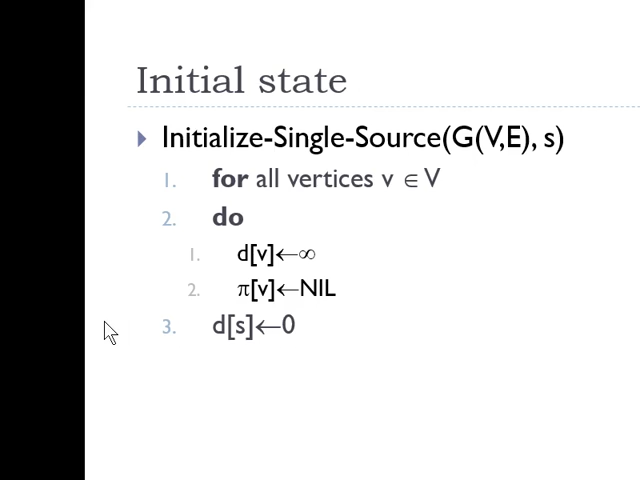 Initial state
Initialize-Single-Source(G(V,E), s)
1. for all vertices v ∈ V
2. do
1. d[v]←∞
2. π[v]←NIL
3. d[s]←0